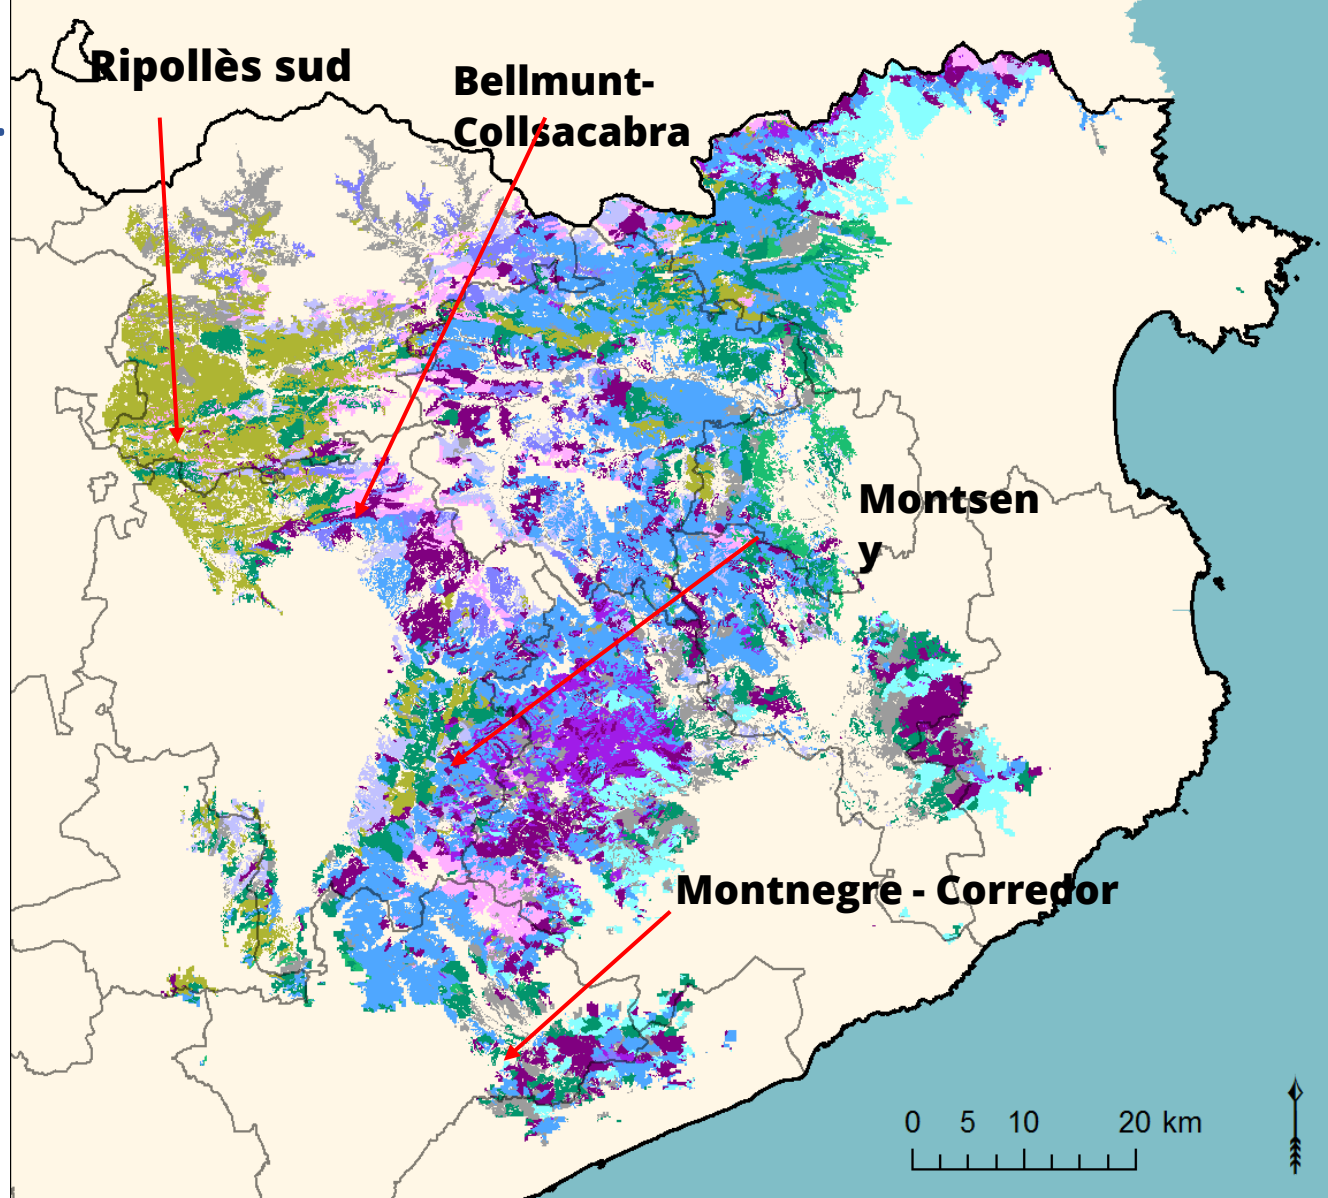 Ripollès sud
Bellmunt-
Collsacabra
Montsen
y
Montnegre - Corredor
0 5 10 20 km